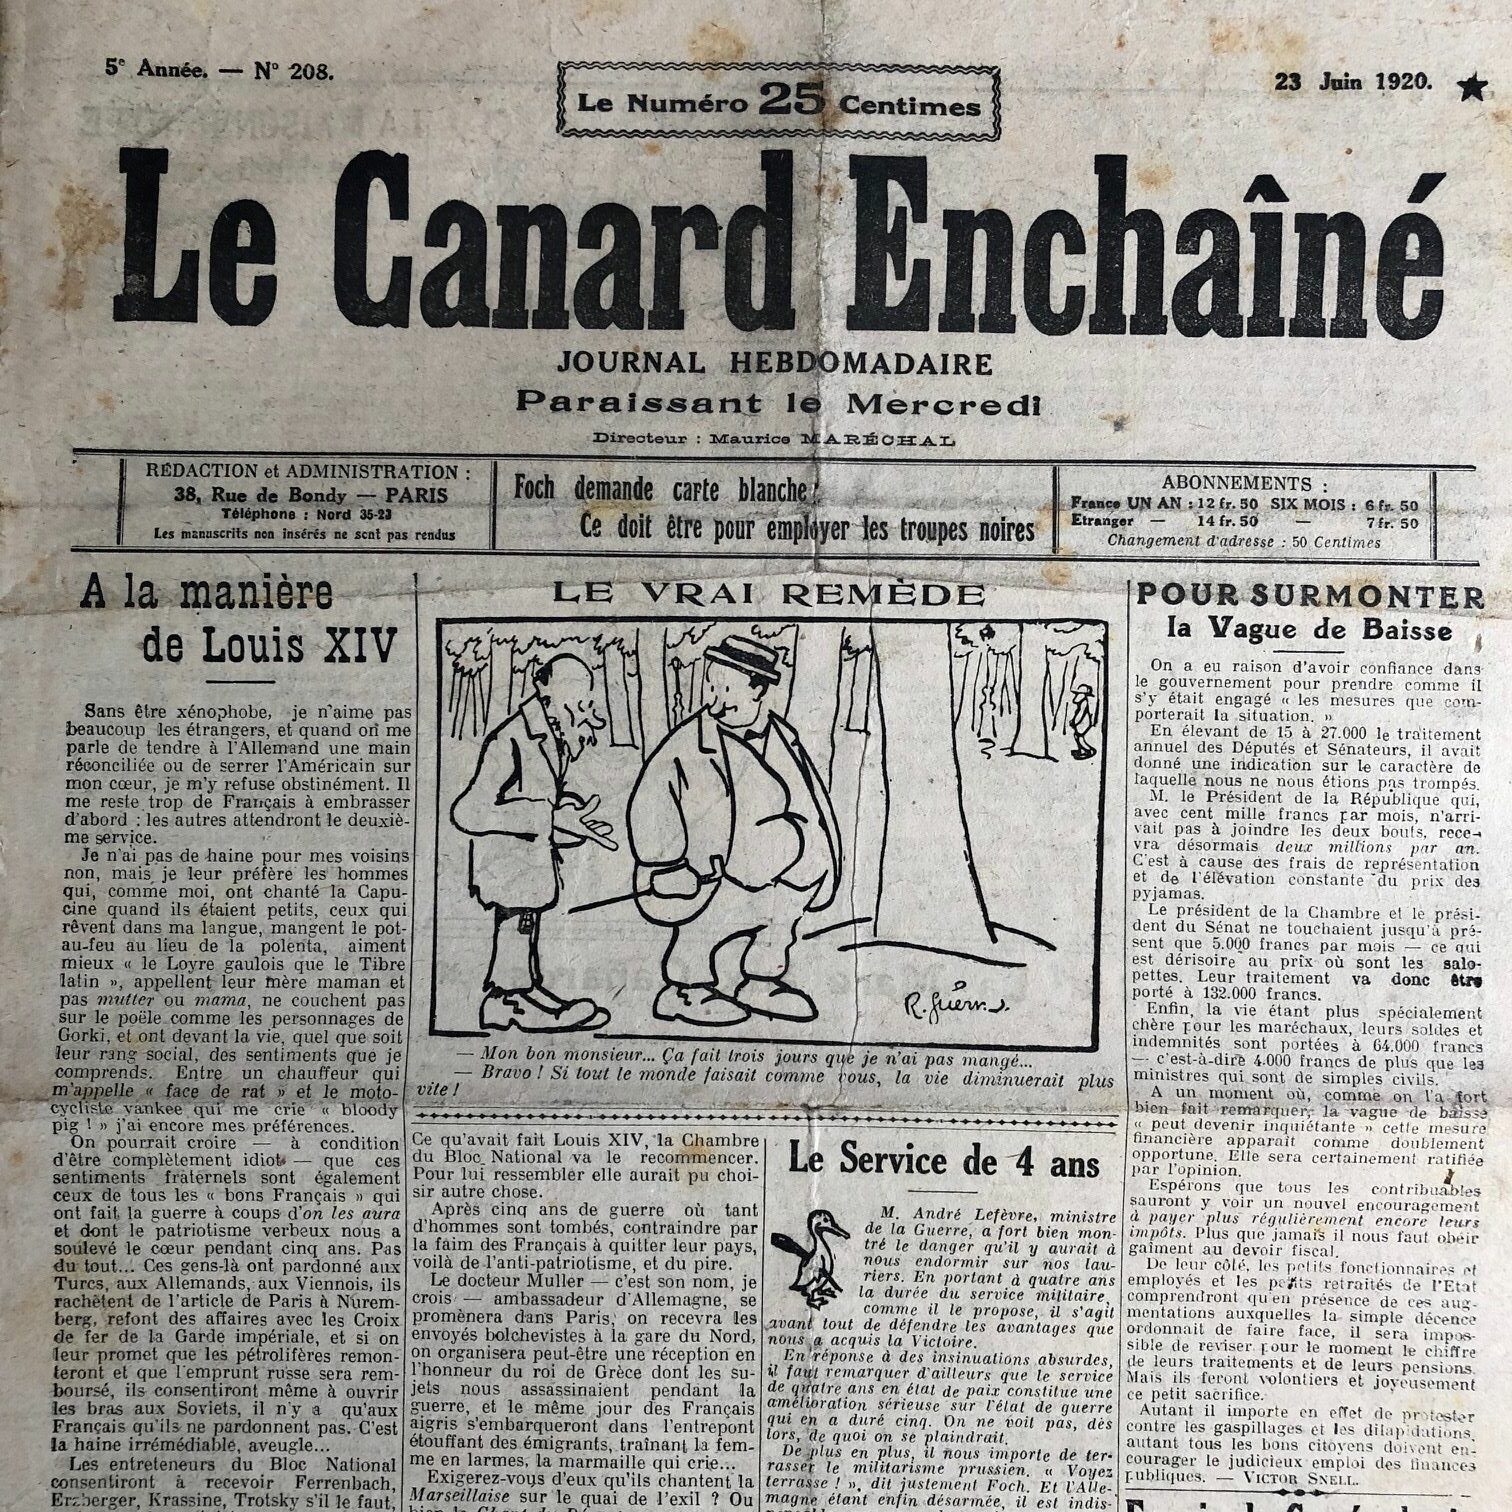 5e Année. — N° 208.
Le Numéro 25 Centimes
23 Juin 1920.
Le Canard Enchaîné
JOURNAL HEBDOMADAIRE
Paraissant le Mercredi
Directeur : Maurice MARÉCHAL
RÉDACTION et ADMINISTRATION :
38, Rue de Bondy — PARIS
Téléphone : Nord 35-23
Les manuscrits non insérés ne sont pas rendus
Foch demande carte blanche :
Ce doit être pour employer les troupes noires
ABONNEMENTS :
France UN AN : 12 fr. 50 SIX MOIS : 6 fr. 50
Etranger — 14 fr. 50 — 7 fr. 50
Changement d'adresse : 50 Centimes
A la manière
de Louis XIV
Sans être xénophobe, je n'aime pas
beaucoup les étrangers, et quand on me
parle de tendre à l'Allemand une main
réconciliée ou de serrer l'Américain sur
mon cœur, je m'y refuse obstinément. Il
me reste trop de Français à embrasser
d'abord : les autres attendront le deuxiè-
me service.
Je n'ai pas de haine pour mes voisins
non, mais je leur préfère les hommes
qui, comme moi, ont chanté la Capu-
cine quand ils étaient petits, ceux qui
rêvent dans ma langue, mangent le pot-
au-feu au lieu de la polenta, aiment
mieux « le Loyre gaulois que le Tibre
latin », appellent leur mère maman et
pas mutter ou mama, ne couchent pas
sur le poêle comme les personnages de
Gorki, et ont devant la vie, quel que soit
leur rang social, des sentiments que je
comprends. Entre un chauffeur qui
m'appelle « face de rat » et le moto-
cycliste yankee qui me crie « bloody
pig ! » j'ai encore mes préférences.
On pourrait croire — à condition
d'être complètement idiot — que ces
sentiments fraternels sont également
ceux de tous les « bons Français » qui
ont fait la guerre à coups d'on les aura
et dont le patriotisme verbeux nous a
soulevé le cœur pendant cinq ans. Pas
du tout... Ces gens-là ont pardonné aux
Turcs, aux Allemands, aux Viennois, ils
rachètent de l'article de Paris à Nurem-
berg, refont des affaires avec les Croix
de fer de la Garde impériale, et si on
leur promet que les pétrolifères remon-
teront et que l'emprunt russe sera rem-
boursé, ils consentiront même à ouvrir
les bras aux Soviets, il n'y a qu'aux
Français qu'ils ne pardonnent pas. C'est
la haine irrémédiable, aveugle...
Les entreteneurs du Bloc National
consentiront à recevoir Ferrenbach,
Erzberger, Krassine, Trotsky s'il le faut,
LE VRAI REMÈDE
— Mon bon monsieur... Ça fait trois jours que je n'ai pas mangé...
— Bravo ! Si tout le monde faisait comme vous, la vie diminuerait plus
vite !
Ce qu'avait fait Louis XIV, la Chambre
du Bloc National va le recommencer.
Pour lui ressembler elle aurait pu choi-
sir autre chose.
Après cinq ans de guerre où tant
d'hommes sont tombés, contraindre par
la faim des Français à quitter leur pays,
voilà de l'anti-patriotisme, et du pire.
Le docteur Muller — c'est son nom, je
crois — ambassadeur d'Allemagne, se
promènera dans Paris, on recevra les
envoyés bolchevistes à la gare du Nord,
on organisera peut-être une réception en
l'honneur du roi de Grèce dont les su-
jets nous assassinaient pendant la
guerre, et le même jour des Français
aigris s'embarqueront dans l'entrepont
étouffant des émigrants, traînant la fem-
me en larmes, la marmaille qui crie...
Exigerez-vous d'eux qu'ils chantent la
Marseillaise sur le quai de l'exil ? Ou
Le Service de 4 ans
M. André Lefèvre, ministre
de la Guerre, a fort bien mon-
tré le danger qu'il y aurait à
nous endormir sur nos lau-
riers. En portant à quatre ans
la durée du service militaire,
comme il le propose, il s'agit
avant tout de défendre les avantages que
nous a acquis la Victoire.
En réponse à des insinuations absurdes,
il faut remarquer d'ailleurs que le service
de quatre ans en état de paix constitue une
amélioration sérieuse sur l'état de guerre
qui en a duré cinq. On ne voit pas, dès
lors, de quoi on se plaindrait.
De plus en plus, il nous importe de ter-
rasser le militarisme prussien. « Voyez
terrasse ! », dit justement Foch. Et l'Alle-
magne étant enfin désarmée, il est indis-
POUR SURMONTER
la Vague de Baisse
On a eu raison d'avoir confiance dans
le gouvernement pour prendre comme il
s'y était engagé « les mesures que com-
porterait la situation. »
En élevant de 15 à 27.000 le traitement
annuel des Députés et Sénateurs, il avait
donné une indication sur le caractère de
laquelle nous ne nous étions pas trompés.
M. le Président de la République qui,
avec cent mille francs par mois, n'arri-
vait pas à joindre les deux bouts, rece-
vra désormais deux millions par an.
C'est à cause des frais de représentation
et de l'élévation constante du prix des
pyjamas.
Le président de la Chambre et le prési-
dent du Sénat ne touchaient jusqu'à pré-
sent que 5.000 francs par mois — ce qui
est dérisoire au prix où sont les salo-
pettes. Leur traitement va donc être
porté à 132.000 francs.
Enfin, la vie étant plus spécialement
chère pour les maréchaux, leurs soldes et
indemnités sont portées à 64.000 francs
— c'est-à-dire 4.000 francs de plus que les
ministres qui sont de simples civils.
A un moment où, comme on l'a fort
bien fait remarquer, la vague de baisse
« peut devenir inquiétante » cette mesure
financière apparaît comme doublement
opportune. Elle sera certainement ratifiée
par l'opinion.
Espérons que tous les contribuables
sauront y voir un nouvel encouragement
à payer plus régulièrement encore leurs
impôts. Plus que jamais il nous faut obéir
gaiment au devoir fiscal.
De leur côté, les petits fonctionnaires et
employés et les petits retraités de l'Etat
comprendront qu'en présence de ces aug-
mentations auxquelles la simple décence
ordonnait de faire face, il sera impos-
sible de reviser pour le moment le chiffre
de leurs traitements et de leurs pensions.
Mais ils feront volontiers et joyeusement
ce petit sacrifice.
Autant il importe en effet de protester
contre les gaspillages et les dilapidations,
autant tous les bons citoyens doivent en-
courager le judicieux emploi des finances
publiques. — VICTOR SNELL.